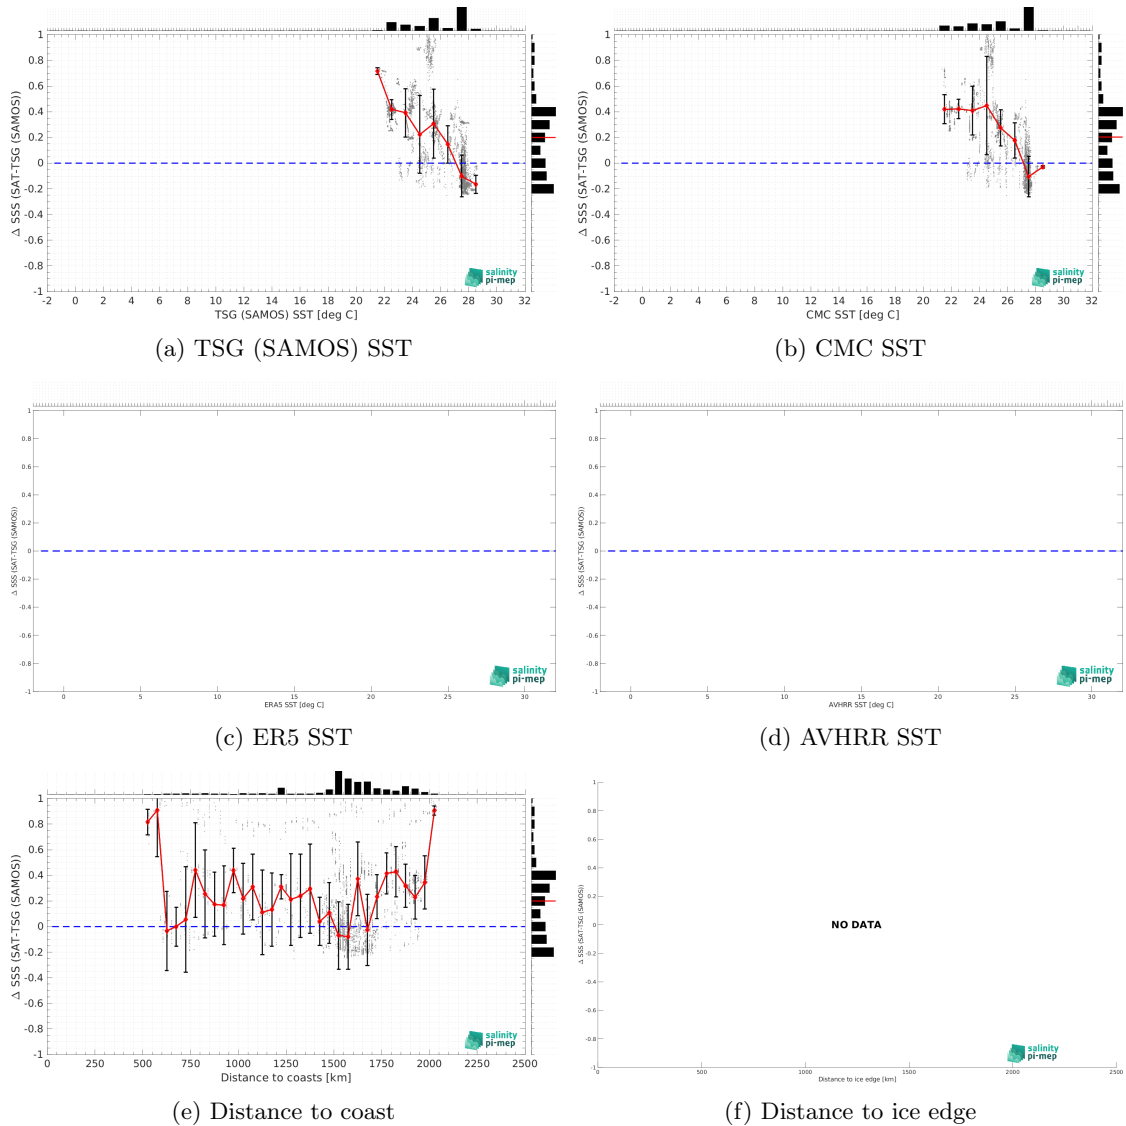 1
0.8
0.6
0.4
0.2
0
-0.2
-0.4
-0.6
-0.8
-1
Δ SSS (SAT-TSG (SAMOS))
-2 0 2 4 6 8 10 12 14 16 18 20 22 24 26 28 30 32
TSG (SAMOS) SST [deg C]
salinity
pi-mep
(a) TSG (SAMOS) SST
1
0.8
0.6
0.4
0.2
0
-0.2
-0.4
-0.6
-0.8
-1
Δ SSS (SAT-TSG (SAMOS))
-2 0 2 4 6 8 10 12 14 16 18 20 22 24 26 28 30 32
CMC SST [deg C]
salinity
pi-mep
(b) CMC SST
1
0.8
0.6
0.4
0.2
0
-0.2
-0.4
-0.6
-0.8
-1
Δ SSS (SAT-TSG (SAMOS))
0 5 10 15 20 25 30
ERA5 SST [deg C]
salinity
pi-mep
(c) ER5 SST
1
0.8
0.6
0.4
0.2
0
-0.2
-0.4
-0.6
-0.8
-1
Δ SSS (SAT-TSG (SAMOS))
0 5 10 15 20 25 30
AVHRR SST [deg C]
salinity
pi-mep
(d) AVHRR SST
1
0.8
0.6
0.4
0.2
0
-0.2
-0.4
-0.6
-0.8
-1
Δ SSS (SAT-TSG (SAMOS))
0 250 500 750 1000 1250 1500 1750 2000 2250 2500
Distance to coasts [km]
salinity
pi-mep
(e) Distance to coast
1
0.8
0.6
0.4
0.2
0
-0.2
-0.4
-0.6
-0.8
-1
Δ SSS (SAT-TSG (SAMOS))
NO DATA
0 500 1000 1500 2000 2500
Distance to ice edge [km]
salinity
pi-mep
(f) Distance to ice edge